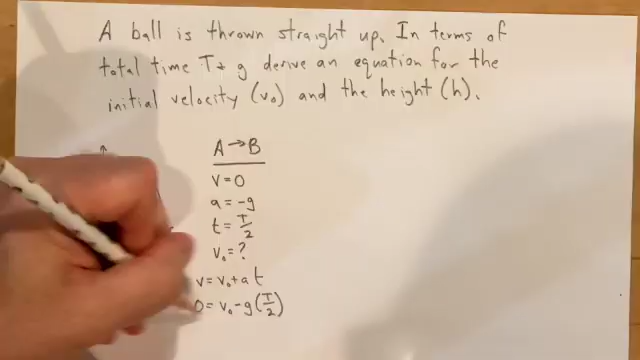 A ball is thrown straight up. In terms of
total time T + g derive an equation for the
initial velocity (v₀) and the height (h).
A→B
v=0
a=-g
t=T/2
v₀=?
v=v₀+at
0=v₀-g(T/2)